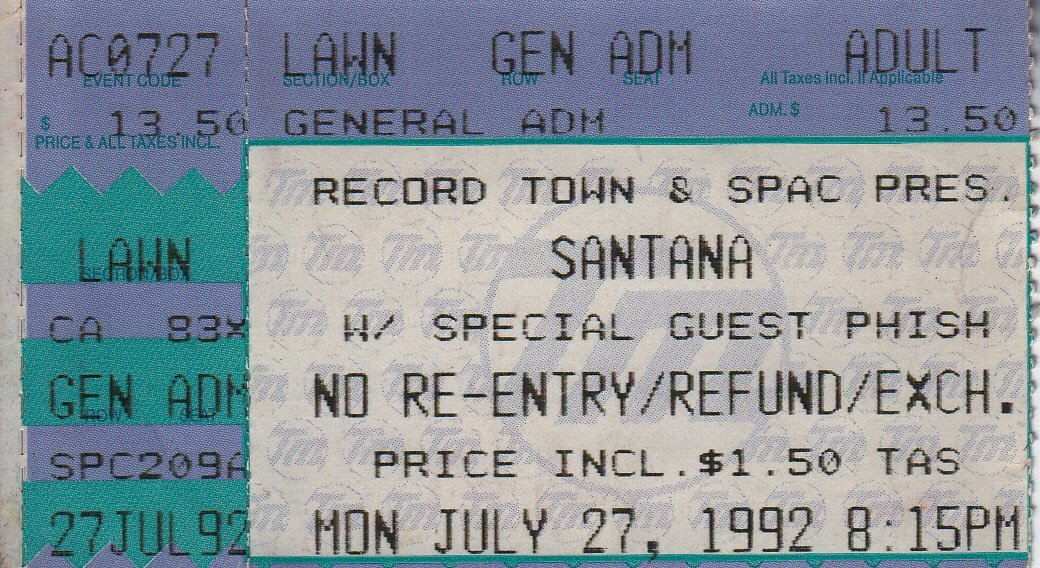 AC0727 LAWN GEN ADM ADULT
EVENT CODE SECTION/BOX ROW SEAT All Taxes Incl. If Applicable
$ 13.50 GENERAL ADM ADM. $ 13.50
PRICE & ALL TAXES INCL.
RECORD TOWN & SPAC PRES.
LAWN SANTANA
SECTION/BOX
CA 83X W/ SPECIAL GUEST PHISH
GEN ADM NO RE-ENTRY/REFUND/EXCH.
ROW SEAT
SPC209A PRICE INCL.$1.50 TAS
27JUL92 MON JULY 27, 1992 8:15PM